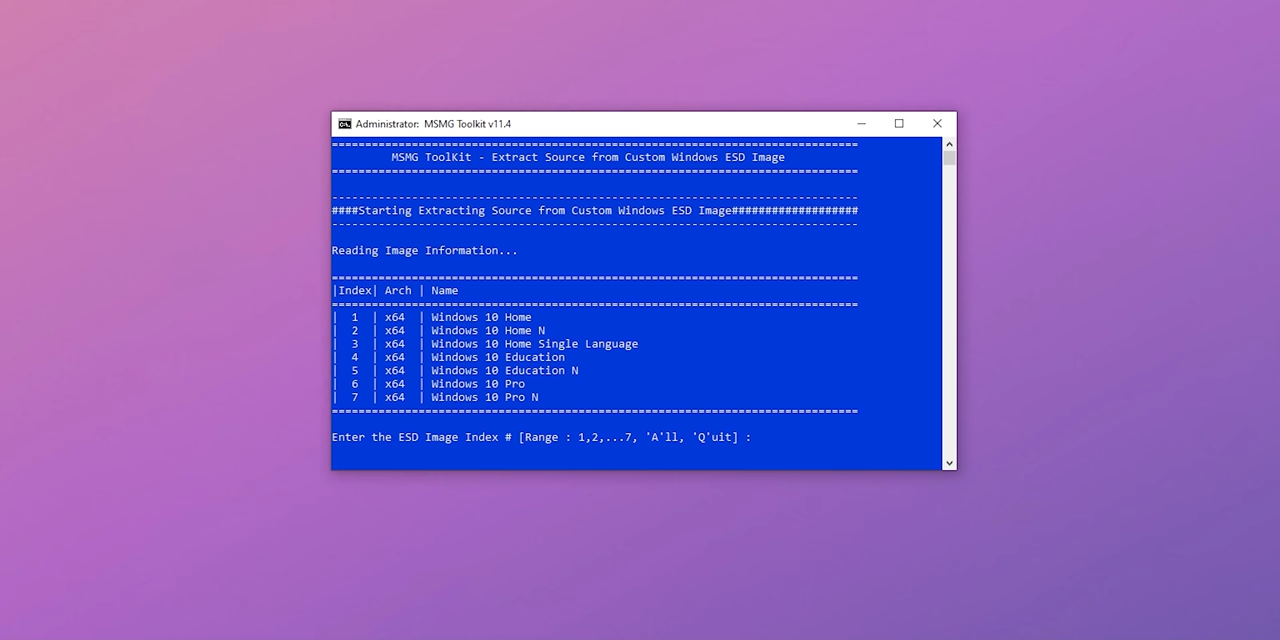 Administrator:  MSMG Toolkit v11.4
===============================================================================
MSMG ToolKit - Extract Source from Custom Windows ESD Image
===============================================================================
-------------------------------------------------------------------------------
####Starting Extracting Source from Custom Windows ESD Image###################
-------------------------------------------------------------------------------
Reading Image Information...
===============================================================================
|Index| Arch | Name
===============================================================================
|  1  | x64  | Windows 10 Home
|  2  | x64  | Windows 10 Home N
|  3  | x64  | Windows 10 Home Single Language
|  4  | x64  | Windows 10 Education
|  5  | x64  | Windows 10 Education N
|  6  | x64  | Windows 10 Pro
|  7  | x64  | Windows 10 Pro N
===============================================================================
Enter the ESD Image Index # [Range : 1,2,...7, 'A'll, 'Q'uit] :